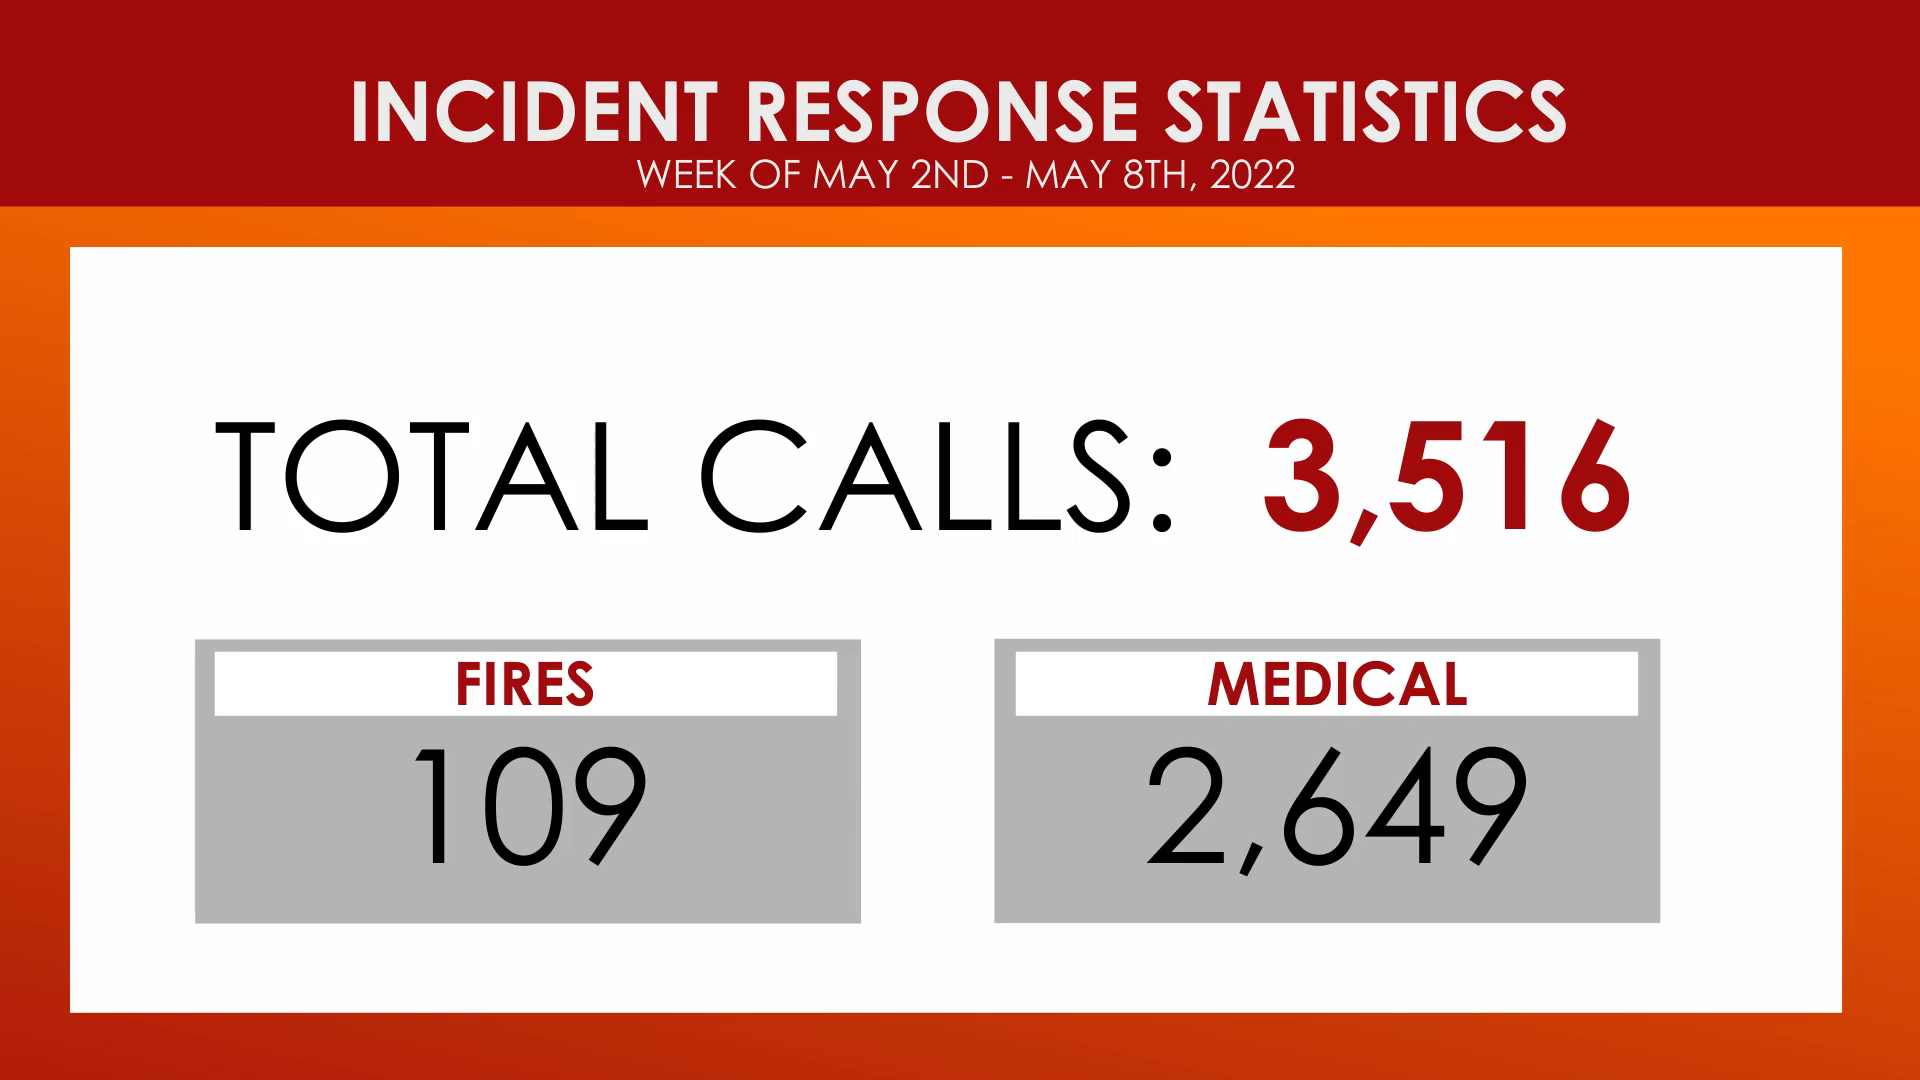 INCIDENT RESPONSE STATISTICS
WEEK OF MAY 2ND - MAY 8TH, 2022
TOTAL CALLS: 3,516
FIRES
109
MEDICAL
2,649